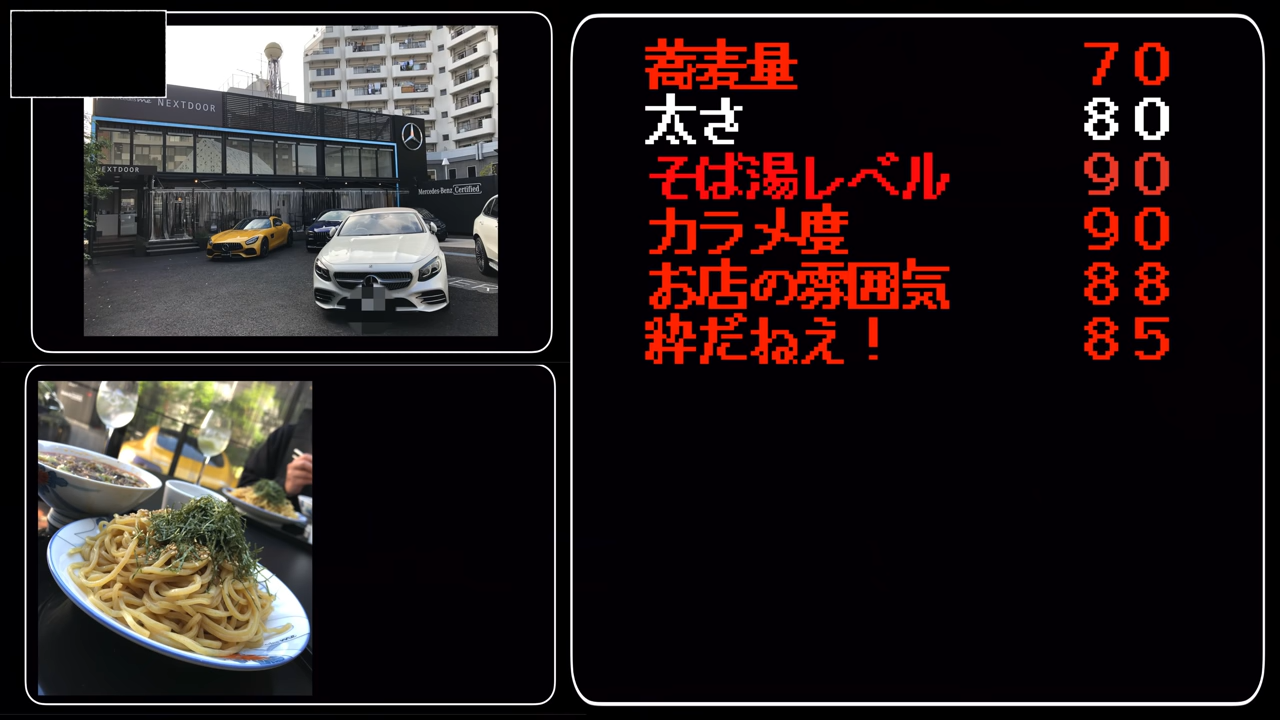 NEXTDOOR
NEXTDOOR
Mercedes-Benz Certified
蕎麦量 70
太さ 80
そば湯レベル 90
カラメ度 90
お店の雰囲気 88
粋だねえ！ 85